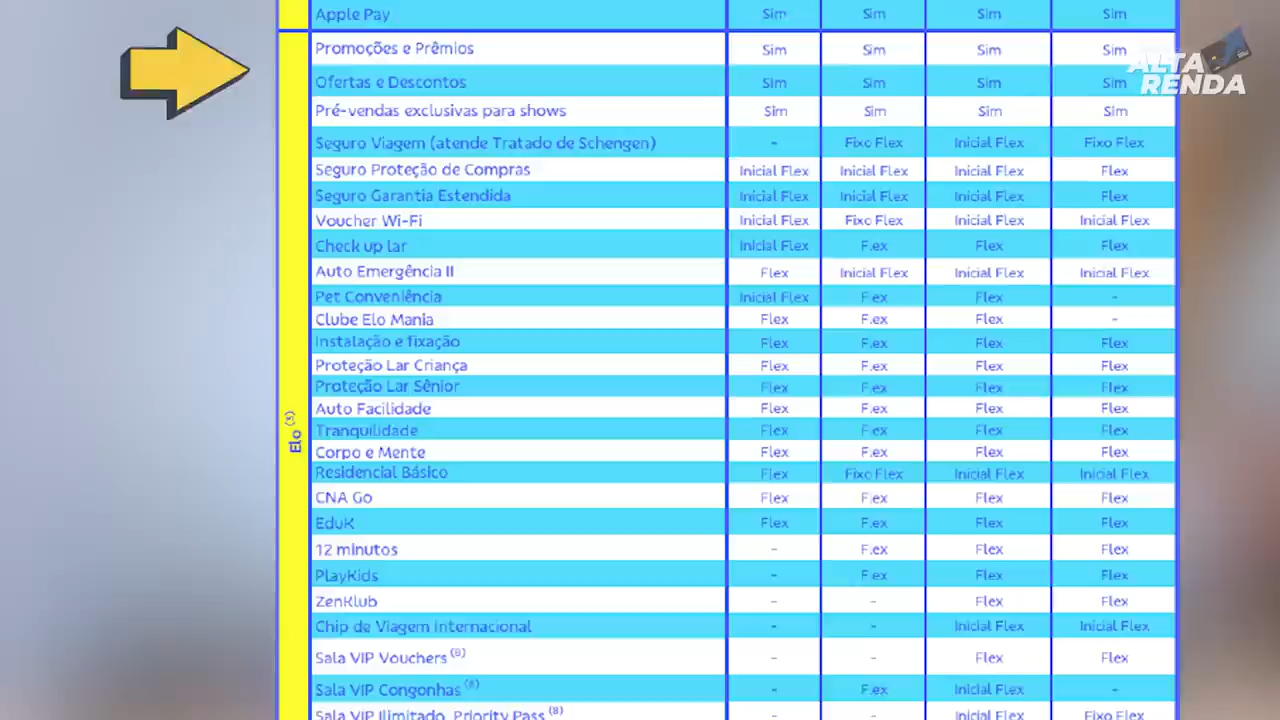 Apple Pay Sim Sim Sim Sim
Promoções e Prêmios Sim Sim Sim Sim
Ofertas e Descontos Sim Sim Sim Sim
Pré-vendas exclusivas para shows Sim Sim Sim Sim
Seguro Viagem (atende Tratado de Schengen) - Fixo Flex Inicial Flex Fixo Flex
Seguro Proteção de Compras Inicial Flex Inicial Flex Inicial Flex Flex
Seguro Garantia Estendida Inicial Flex Inicial Flex Inicial Flex Flex
Voucher Wi-Fi Inicial Flex Fixo Flex Inicial Flex Inicial Flex
Check up lar Inicial Flex Flex Flex Flex
Auto Emergência II Flex Inicial Flex Inicial Flex Inicial Flex
Pet Conveniência Inicial Flex Flex Flex -
Clube Elo Mania Flex Flex Flex -
Instalação e fixação Flex Flex Flex Flex
Proteção Lar Criança Flex Flex Flex Flex
Proteção Lar Sênior Flex Flex Flex Flex
Auto Facilidade Flex Flex Flex Flex
Tranquilidade Flex Flex Flex Flex
Corpo e Mente Flex Flex Flex Flex
Residencial Básico Flex Fixo Flex Inicial Flex Inicial Flex
CNA Go Flex Flex Flex Flex
EduK Flex Flex Flex Flex
12 minutos - Flex Flex Flex
PlayKids - Flex Flex Flex
ZenKlub - - Flex Flex
Chip de Viagem Internacional - - Inicial Flex Inicial Flex
Sala VIP Vouchers (8) - - Flex Flex
Sala VIP Congonhas (8) - Flex Inicial Flex -
Sala VIP Ilimitado Priority Pass (8) - - Inicial Flex Fixo Flex
Elo
ALTA
RENDA